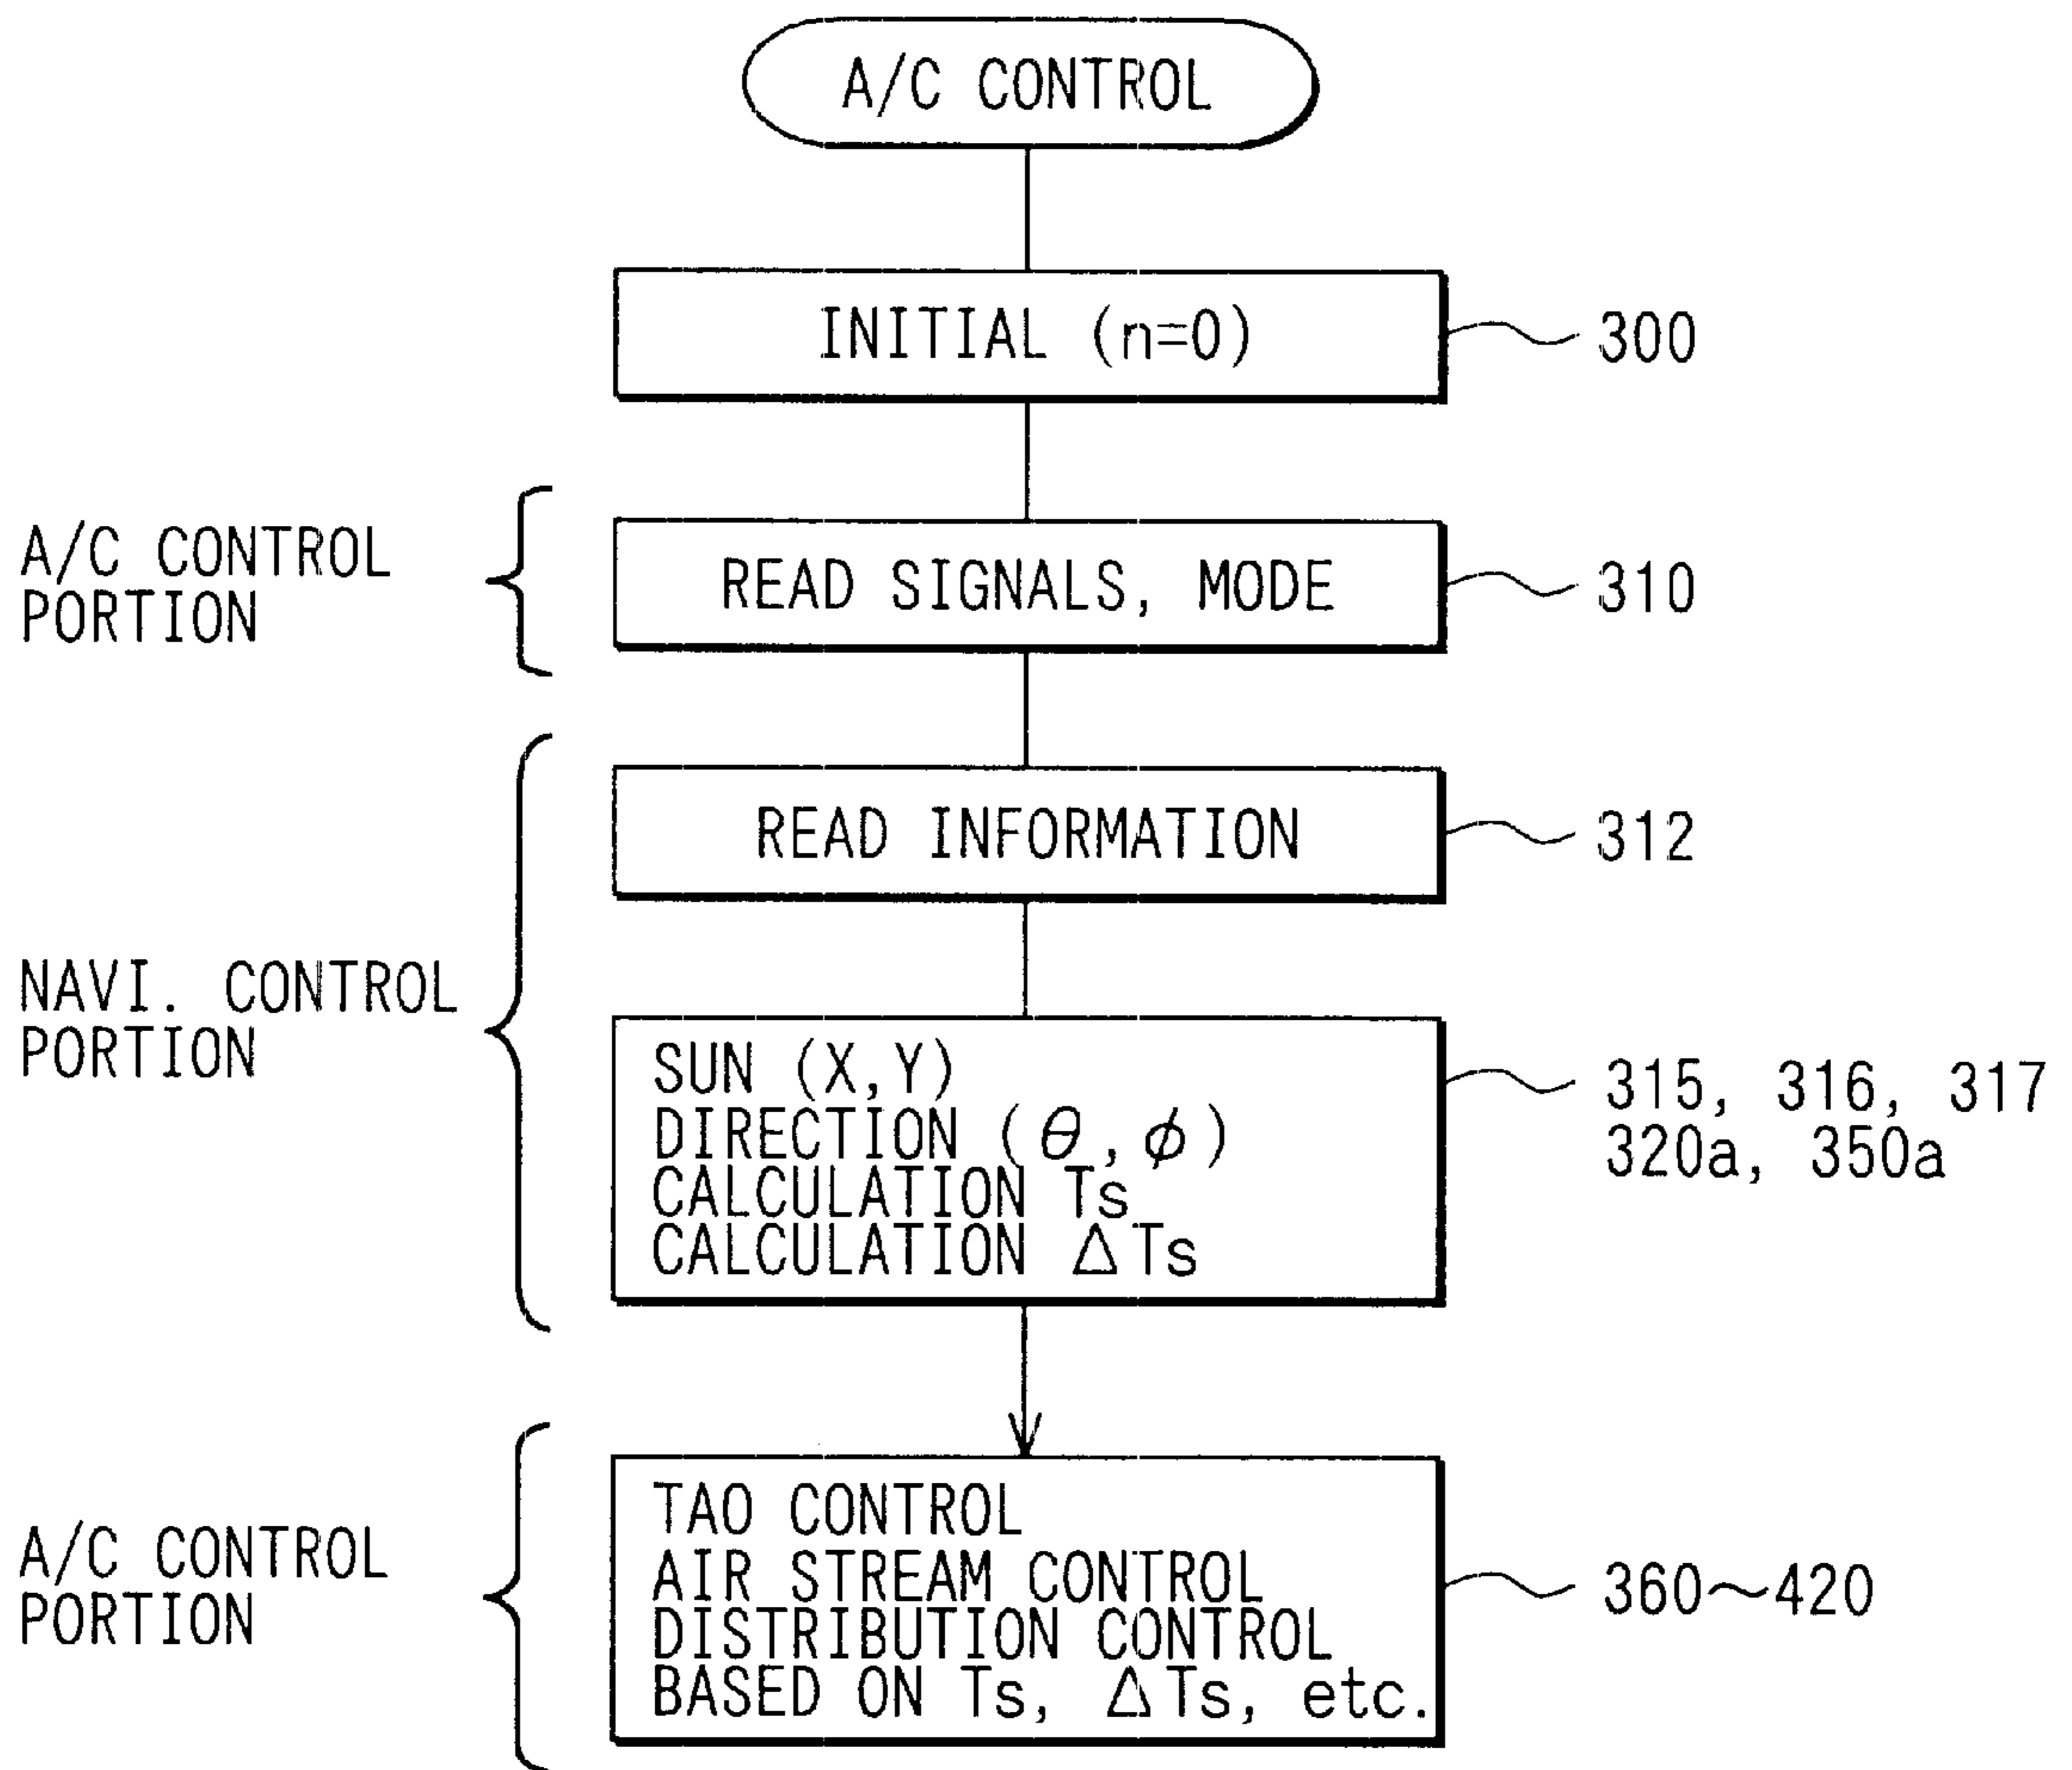 A/C CONTROL
INITIAL (n=0)
300
A/C CONTROL
PORTION
READ SIGNALS, MODE
310
READ INFORMATION
312
NAVI. CONTROL
PORTION
SUN (X,Y)
DIRECTION (θ,φ)
CALCULATION Ts
CALCULATION ΔTs
315, 316, 317
320a, 350a
A/C CONTROL
PORTION
TAO CONTROL
AIR STREAM CONTROL
DISTRIBUTION CONTROL
BASED ON Ts, ΔTs, etc.
360~420